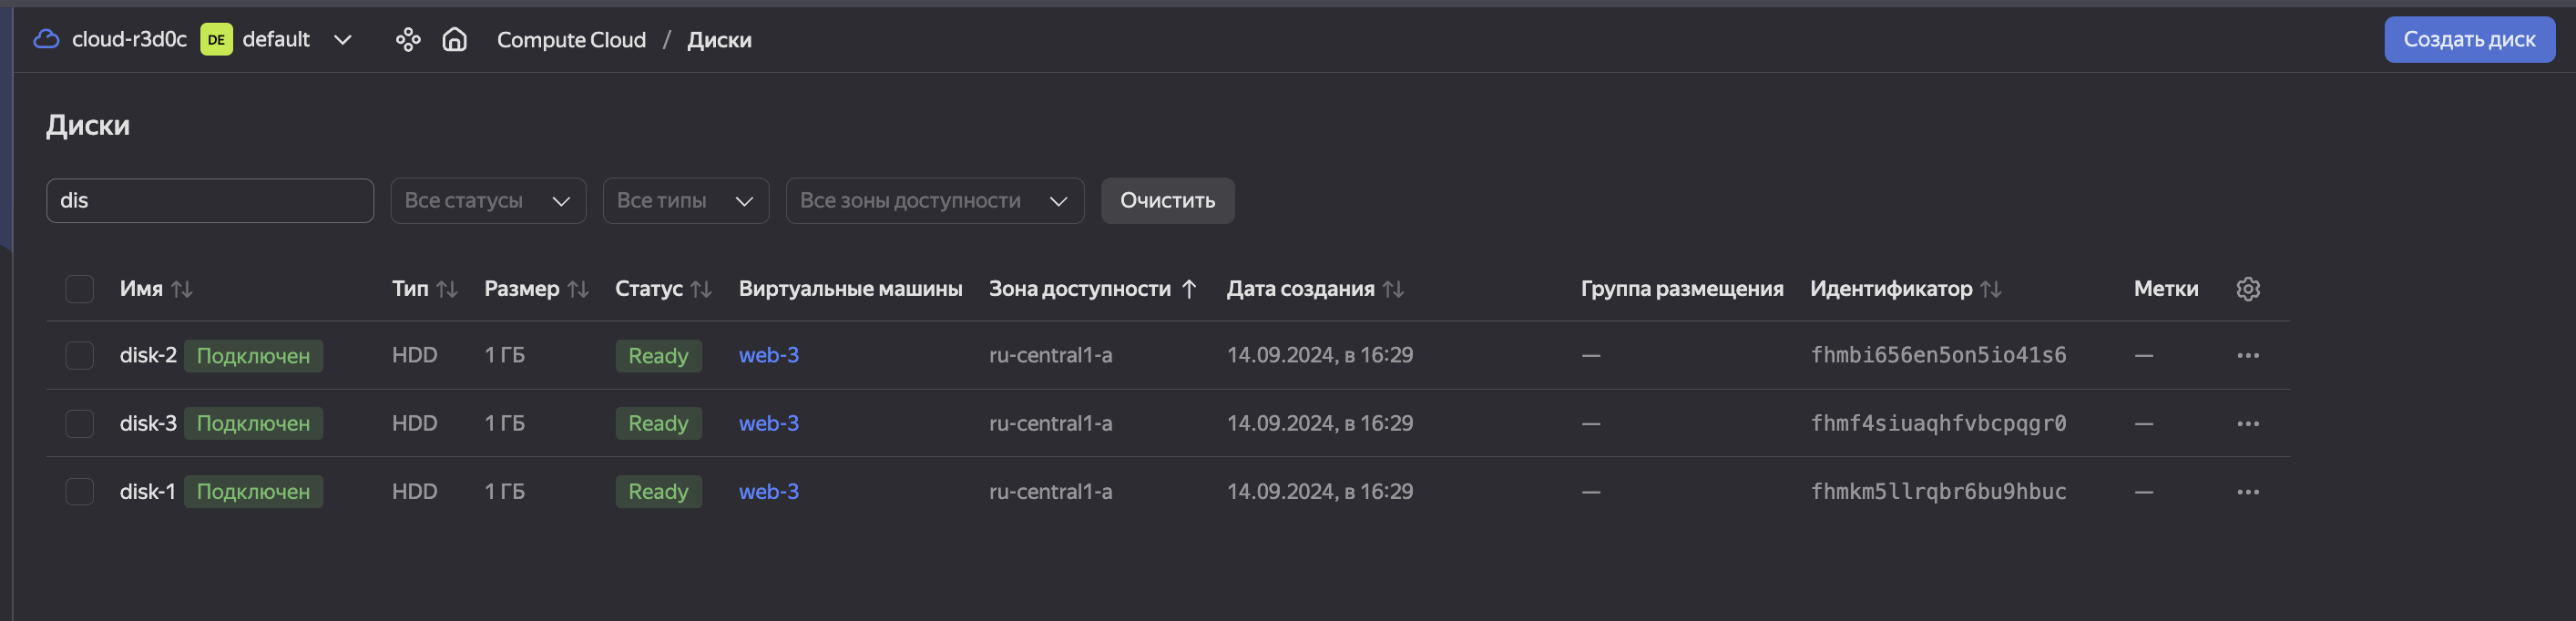 cloud-r3d0c DE default Compute Cloud / Диски Создать диск
Диски
dis Все статусы Все типы Все зоны доступности Очистить
Имя Тип Размер Статус Виртуальные машины Зона доступности Дата создания Группа размещения Идентификатор Метки
disk-2 Подключен HDD 1 ГБ Ready web-3 ru-central1-a 14.09.2024, в 16:29 — fhmbi656en5on5io41s6 —
disk-3 Подключен HDD 1 ГБ Ready web-3 ru-central1-a 14.09.2024, в 16:29 — fhmf4siuaqhfvbcpqgr0 —
disk-1 Подключен HDD 1 ГБ Ready web-3 ru-central1-a 14.09.2024, в 16:29 — fhmkm5llrqbr6bu9hbuc —